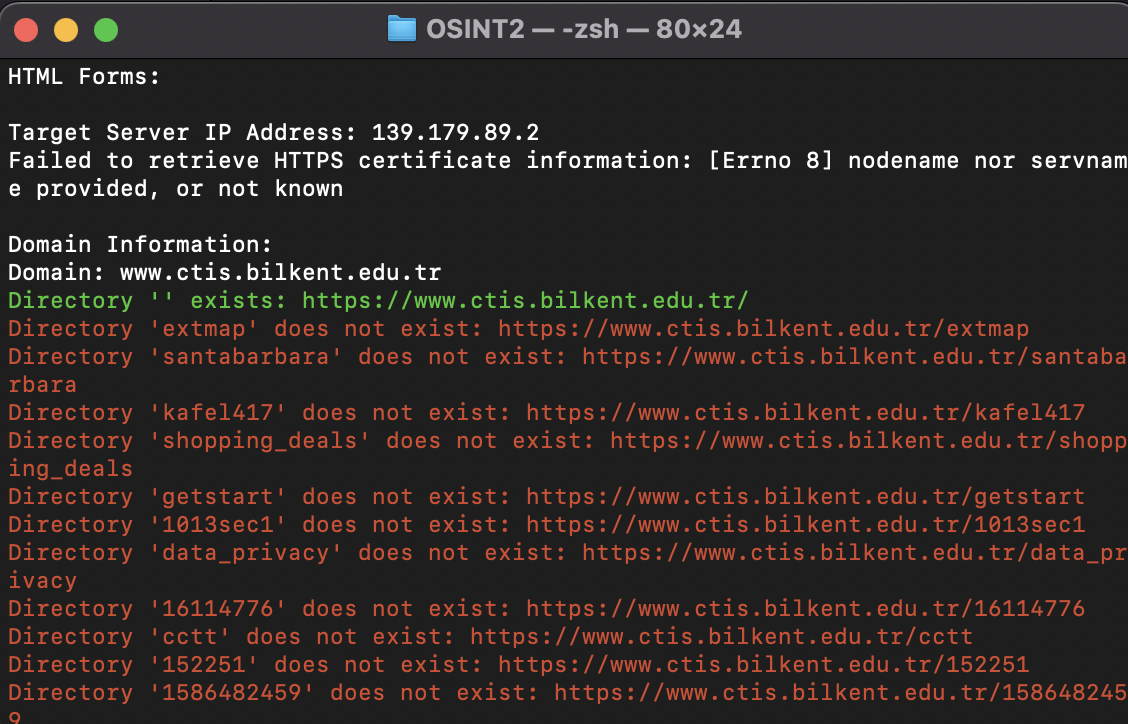 OSINT2 — -zsh — 80×24
HTML Forms:
Target Server IP Address: 139.179.89.2
Failed to retrieve HTTPS certificate information: [Errno 8] nodename nor servnam
e provided, or not known
Domain Information:
Domain: www.ctis.bilkent.edu.tr
Directory '' exists: https://www.ctis.bilkent.edu.tr/
Directory 'extmap' does not exist: https://www.ctis.bilkent.edu.tr/extmap
Directory 'santabarbara' does not exist: https://www.ctis.bilkent.edu.tr/santaba
rbara
Directory 'kafel417' does not exist: https://www.ctis.bilkent.edu.tr/kafel417
Directory 'shopping_deals' does not exist: https://www.ctis.bilkent.edu.tr/shopp
ing_deals
Directory 'getstart' does not exist: https://www.ctis.bilkent.edu.tr/getstart
Directory '1013sec1' does not exist: https://www.ctis.bilkent.edu.tr/1013sec1
Directory 'data_privacy' does not exist: https://www.ctis.bilkent.edu.tr/data_pr
ivacy
Directory '16114776' does not exist: https://www.ctis.bilkent.edu.tr/16114776
Directory 'cctt' does not exist: https://www.ctis.bilkent.edu.tr/cctt
Directory '152251' does not exist: https://www.ctis.bilkent.edu.tr/152251
Directory '1586482459' does not exist: https://www.ctis.bilkent.edu.tr/158648245
9